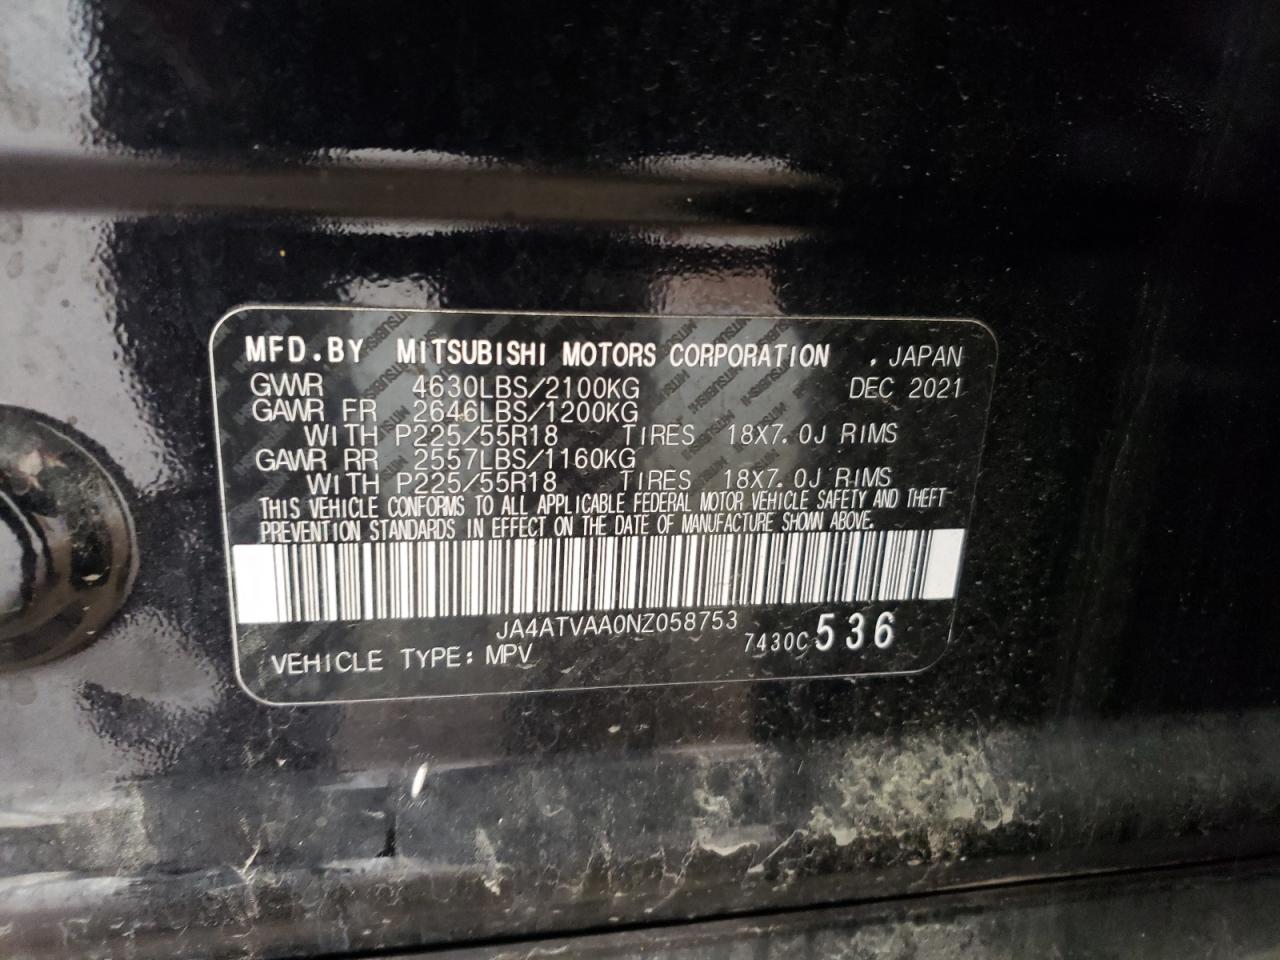 MFD.BY MITSUBISHI MOTORS CORPORATION , JAPAN
GVWR 4630LBS/2100KG DEC 2021
GAWR FR 2646LBS/1200KG
WITH P225/55R18 TIRES 18X7.0J RIMS
GAWR RR 2557LBS/1160KG
WITH P225/55R18 TIRES 18X7.0J RIMS
THIS VEHICLE CONFORMS TO ALL APPLICABLE FEDERAL MOTOR VEHICLE SAFETY AND THEFT
PREVENTION STANDARDS IN EFFECT ON THE DATE OF MANUFACTURE SHOWN ABOVE.
JA4ATVAA0NZ058753
VEHICLE TYPE: MPV 7430C 536